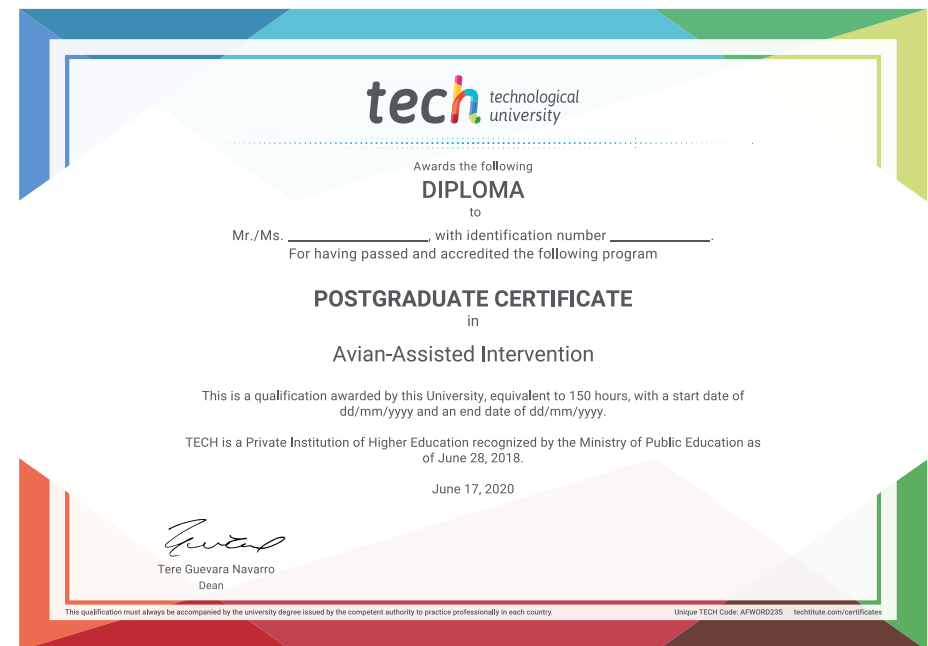 tech technological
university
Awards the following
DIPLOMA
to
Mr./Ms. ____________________, with identification number ______________.
For having passed and accredited the following program
POSTGRADUATE CERTIFICATE
in
Avian-Assisted Intervention
This is a qualification awarded by this University, equivalent to 150 hours, with a start date of
dd/mm/yyyy and an end date of dd/mm/yyyy.
TECH is a Private Institution of Higher Education recognized by the Ministry of Public Education as
of June 28, 2018.
June 17, 2020
Tere Guevara Navarro
Dean
This qualification must always be accompanied by the university degree issued by the competent authority to practice professionally in each country.
Unique TECH Code: AFWORD23S techtitute.com/certificates